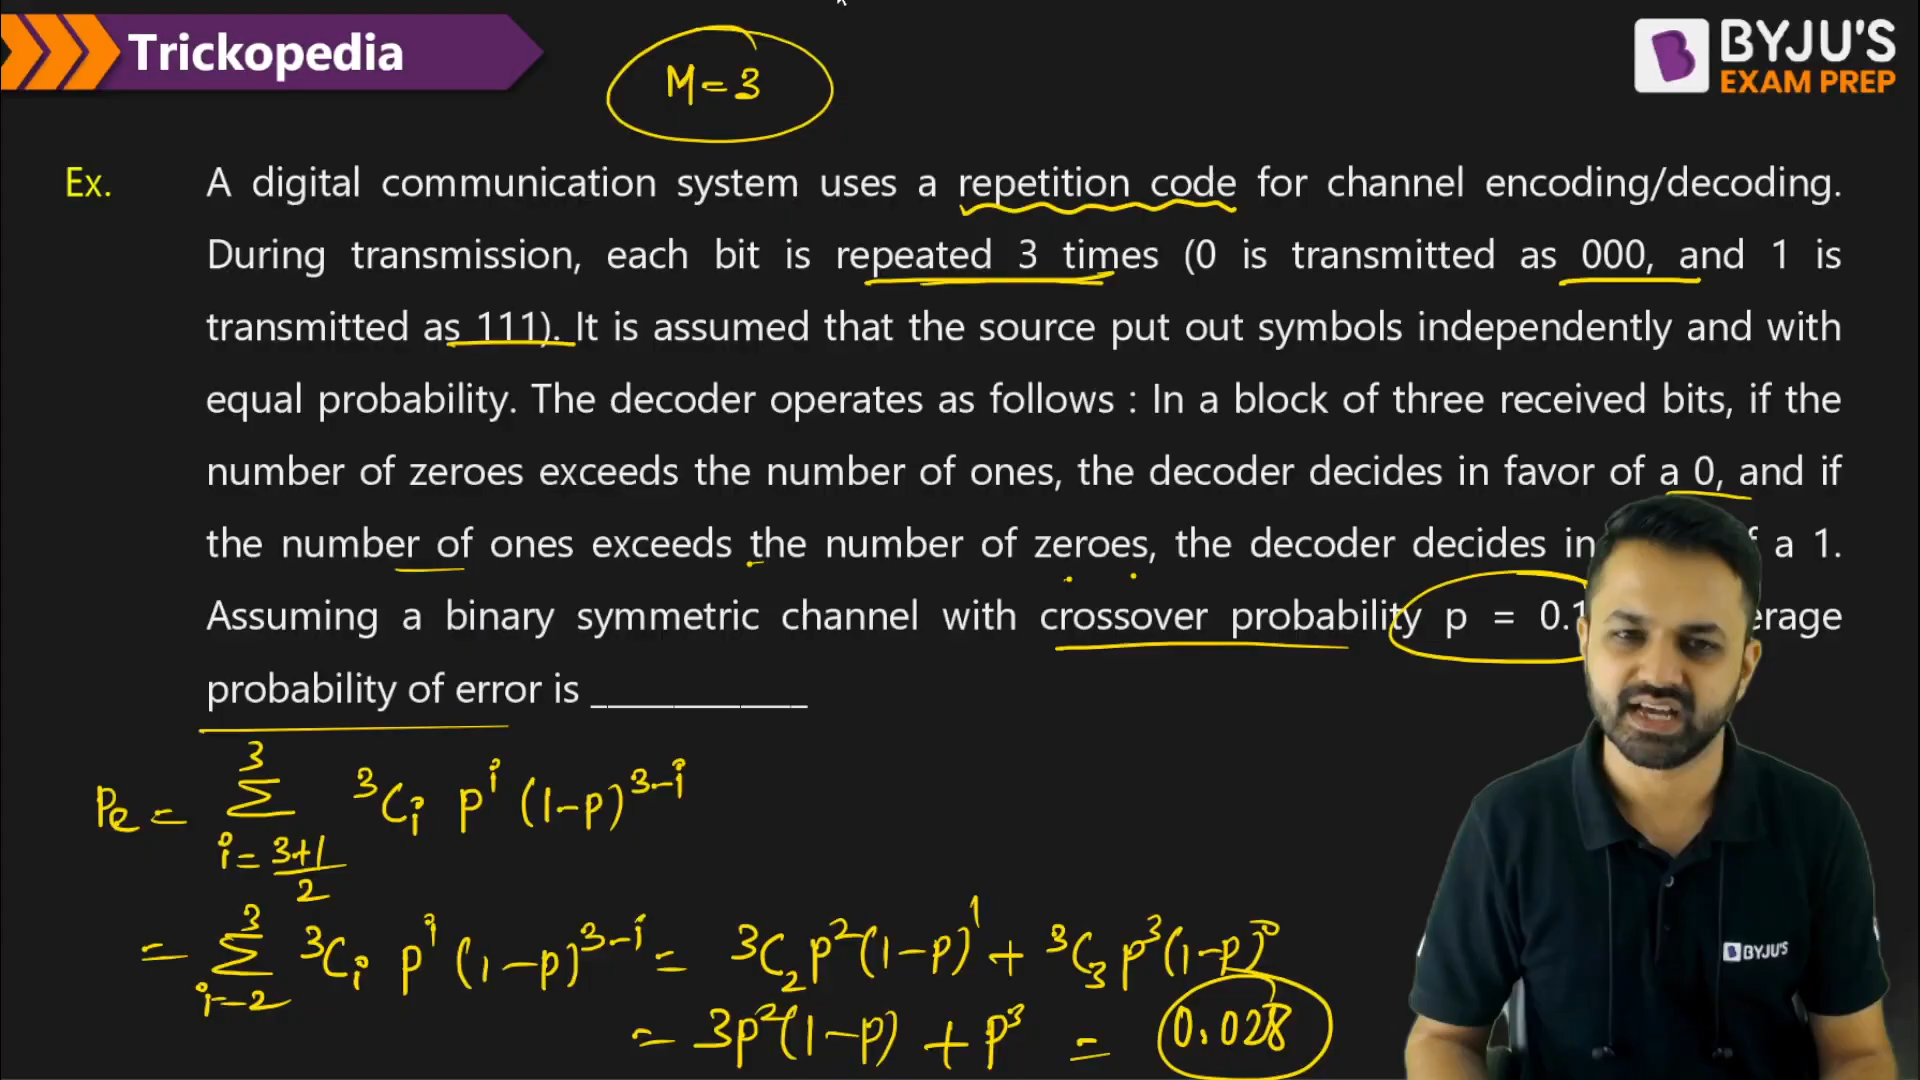 Trickopedia
M=3
BYJU'S
EXAM PREP
Ex. A digital communication system uses a repetition code for channel encoding/decoding.
During transmission, each bit is repeated 3 times (0 is transmitted as 000, and 1 is
transmitted as 111). It is assumed that the source put out symbols independently and with
equal probability. The decoder operates as follows : In a block of three received bits, if the
number of zeroes exceeds the number of ones, the decoder decides in favor of a 0, and if
the number of ones exceeds the number of zeroes, the decoder decides in a 1.
Assuming a binary symmetric channel with crossover probability p = 0.1 erage
probability of error is ____________
Pe = 3 Σ i=3+1/2 ³Cᵢ pⁱ (1-p)³⁻ⁱ
= 3 Σ i=2 ³Cᵢ pⁱ (1-p)³⁻ⁱ = ³C₂ p² (1-p)¹ + ³C₃ p³ (1-p)⁰
= 3p² (1-p) + p³ = 0.028
BYJU'S